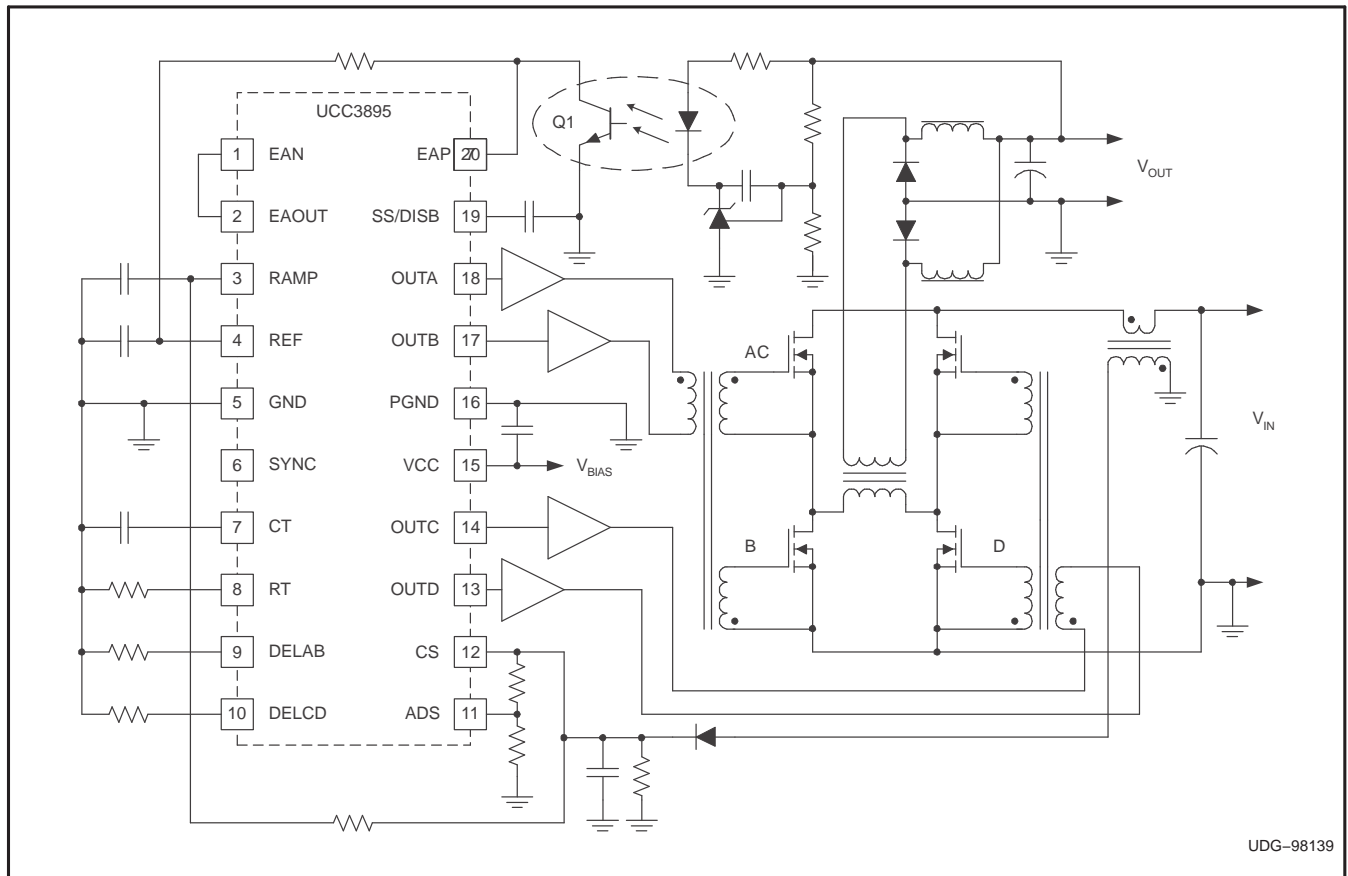 UCC3895
Q1
1 EAN
EAP 20
2 EAOUT
SS/DISB 19
3 RAMP
OUTA 18
4 REF
OUTB 17
5 GND
PGND 16
6 SYNC
VCC 15
VBIAS
7 CT
OUTC 14
8 RT
OUTD 13
9 DELAB
CS 12
10 DELCD
ADS 11
VOUT
AC
B
D
VIN
UDG–98139